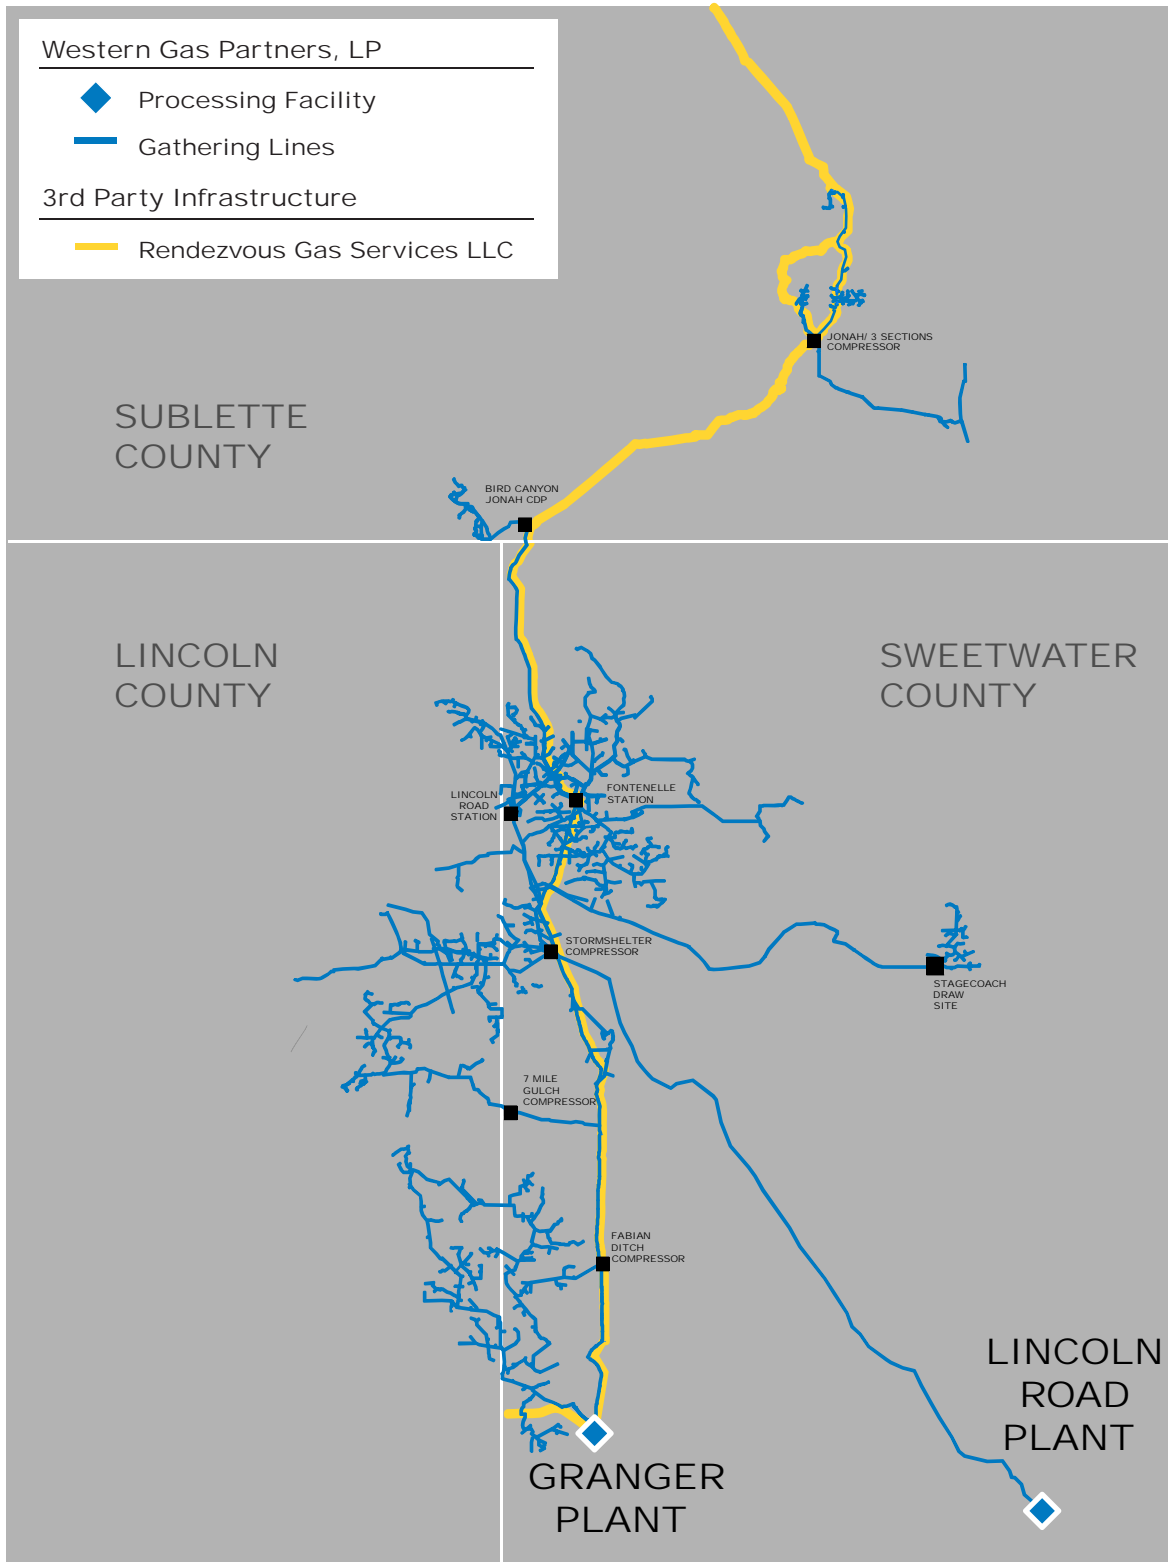 Western Gas Partners, LP
Processing Facility
Gathering Lines
3rd Party Infrastructure
Rendezvous Gas Services LLC
JONAH/ 3 SECTIONS
COMPRESSOR
SUBLETTE
COUNTY
BIRD CANYON
JONAH CDP
LINCOLN
COUNTY
SWEETWATER
COUNTY
LINCOLN
ROAD
STATION
FONTENELLE
STATION
STORMSHELTER
COMPRESSOR
STAGECOACH
DRAW
SITE
7 MILE
GULCH
COMPRESSOR
FABIAN
DITCH
COMPRESSOR
LINCOLN
ROAD
PLANT
GRANGER
PLANT